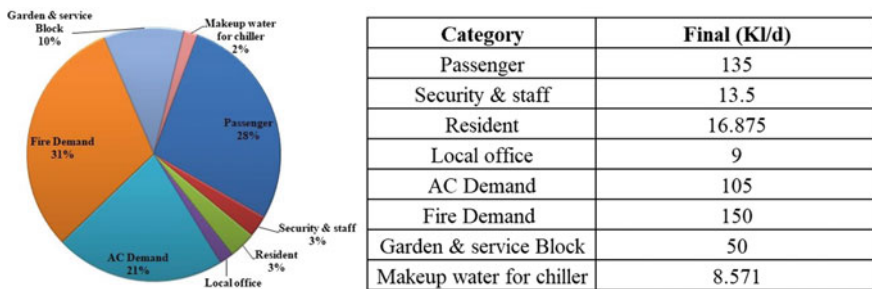 Garden & service
Block
10%
Makeup water
for chiller
2%
Passenger
28%
Fire Demand
31%
Security & staff
3%
Resident
3%
AC Demand
21%
Local office
Category Final (Kl/d)
Passenger 135
Security & staff 13.5
Resident 16.875
Local office 9
AC Demand 105
Fire Demand 150
Garden & service Block 50
Makeup water for chiller 8.571